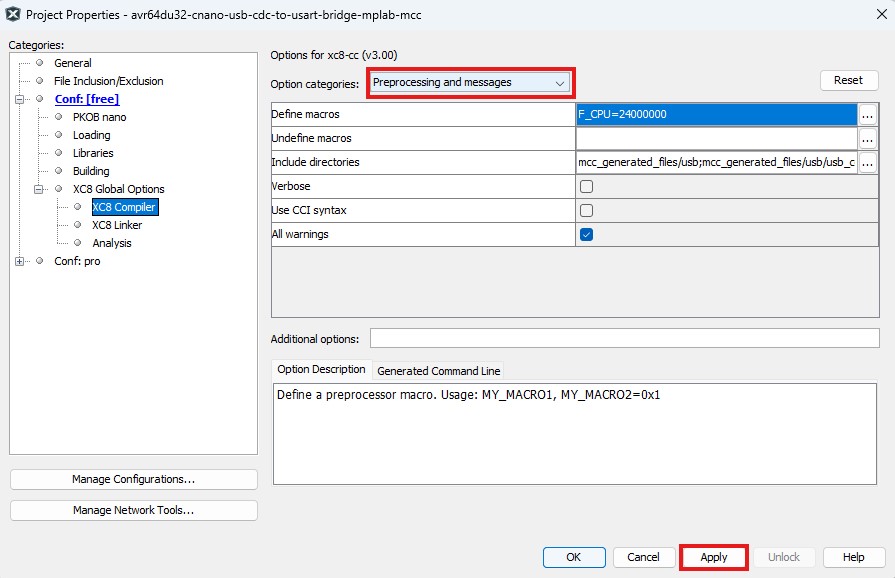 Project Properties - avr64du32-cnano-usb-cdc-to-usart-bridge-mplab-mcc
Categories:
General
File Inclusion/Exclusion
Conf: [free]
PKOB nano
Loading
Libraries
Building
XC8 Global Options
XC8 Compiler
XC8 Linker
Analysis
Conf: pro
Manage Configurations...
Manage Network Tools...
Options for xc8-cc (v3.00)
Option categories: Preprocessing and messages Reset
Define macros F_CPU=24000000 ...
Undefine macros ...
Include directories mcc_generated_files/usb;mcc_generated_files/usb/usb_c ...
Verbose
Use CCI syntax
All warnings
Additional options:
Option Description Generated Command Line
Define a preprocessor macro. Usage: MY_MACRO1, MY_MACRO2=0x1
OK Cancel Apply Unlock Help